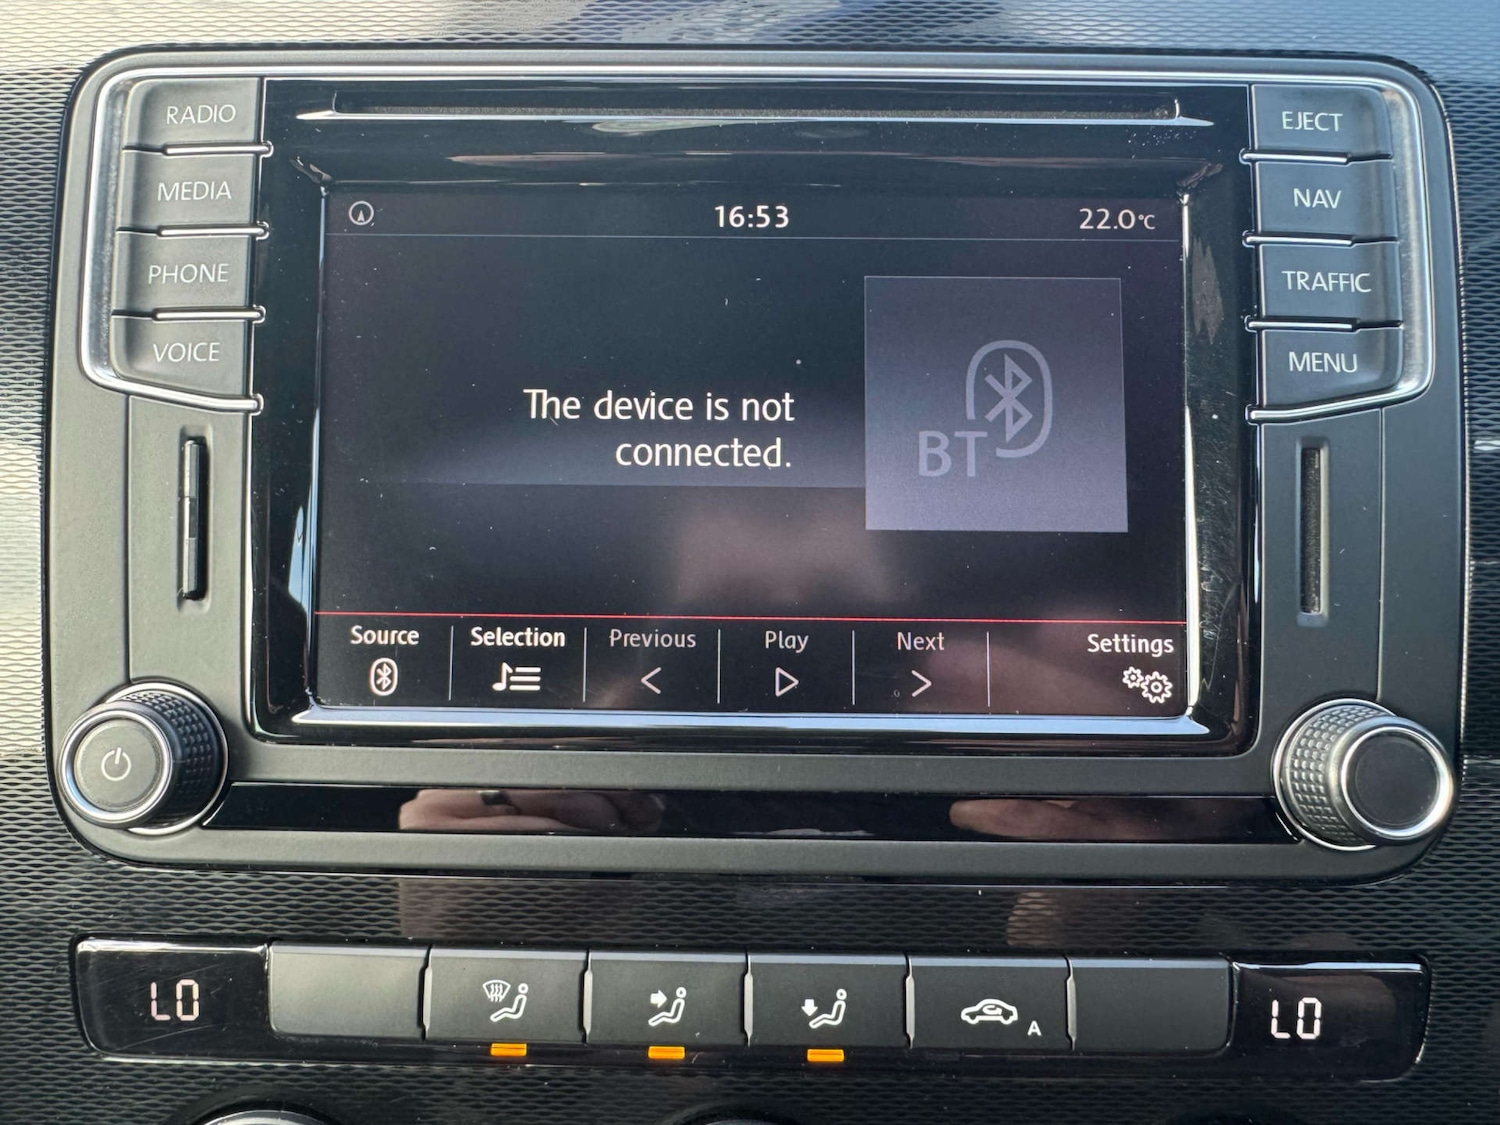 RADIO
MEDIA
PHONE
VOICE
EJECT
NAV
TRAFFIC
MENU
16:53
22.0°C
The device is not
connected.
BT
Source
Selection
Previous
Play
Next
Settings
LO
A
LO